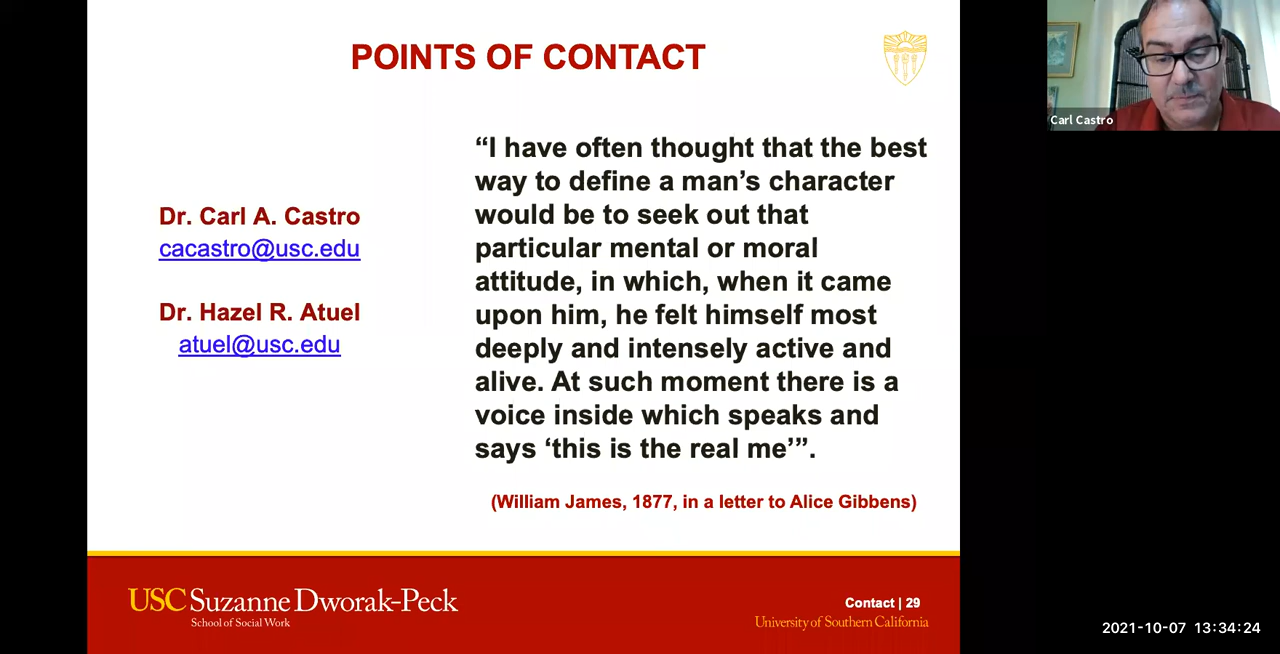 POINTS OF CONTACT
Dr. Carl A. Castro
cacastro@usc.edu
Dr. Hazel R. Atuel
atuel@usc.edu
“I have often thought that the best
way to define a man’s character
would be to seek out that
particular mental or moral
attitude, in which, when it came
upon him, he felt himself most
deeply and intensely active and
alive. At such moment there is a
voice inside which speaks and
says ‘this is the real me’”.
(William James, 1877, in a letter to Alice Gibbens)
USC Suzanne Dworak-Peck
School of Social Work
Contact | 29
University of Southern California
Carl Castro
2021-10-07 13:34:24